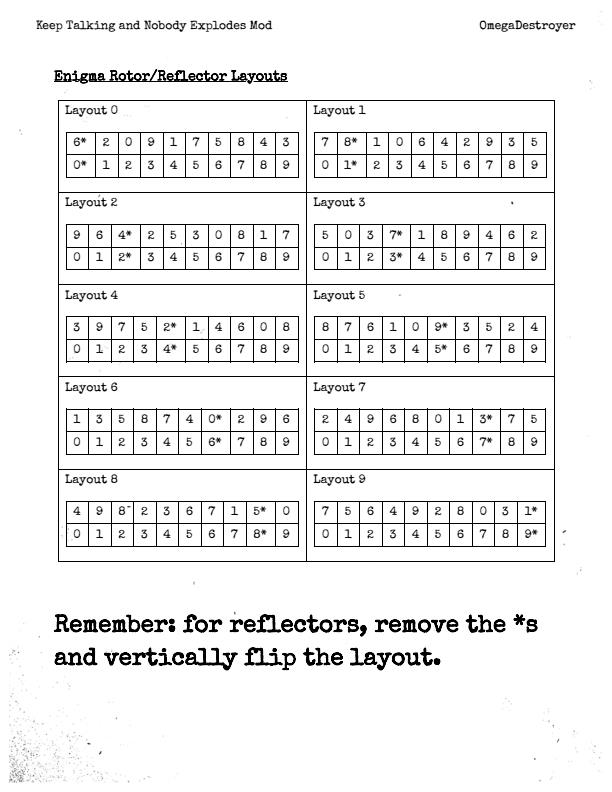 Keep Talking and Nobody Explodes Mod OmegaDestroyer
Enigma Rotor/Reflector Layouts
Layout 0 Layout 1
6* 2 0 9 1 7 5 8 4 3 7 8* 1 0 6 4 2 9 3 5
0* 1 2 3 4 5 6 7 8 9 0 1* 2 3 4 5 6 7 8 9
Layout 2 Layout 3
9 6 4* 2 5 3 0 8 1 7 5 0 3 7* 1 8 9 4 6 2
0 1 2* 3 4 5 6 7 8 9 0 1 2 3* 4 5 6 7 8 9
Layout 4 Layout 5
3 9 7 5 2* 1 4 6 0 8 8 7 6 1 0 9* 3 5 2 4
0 1 2 3 4* 5 6 7 8 9 0 1 2 3 4 5* 6 7 8 9
Layout 6 Layout 7
1 3 5 8 7 4 0* 2 9 6 2 4 9 6 8 0 1 3* 7 5
0 1 2 3 4 5 6* 7 8 9 0 1 2 3 4 5 6 7* 8 9
Layout 8 Layout 9
4 9 8 2 3 6 7 1 5* 0 7 5 6 4 9 2 8 0 3 1*
0 1 2 3 4 5 6 7 8* 9 0 1 2 3 4 5 6 7 8 9*
Remember: for reflectors, remove the *s
and vertically flip the layout.